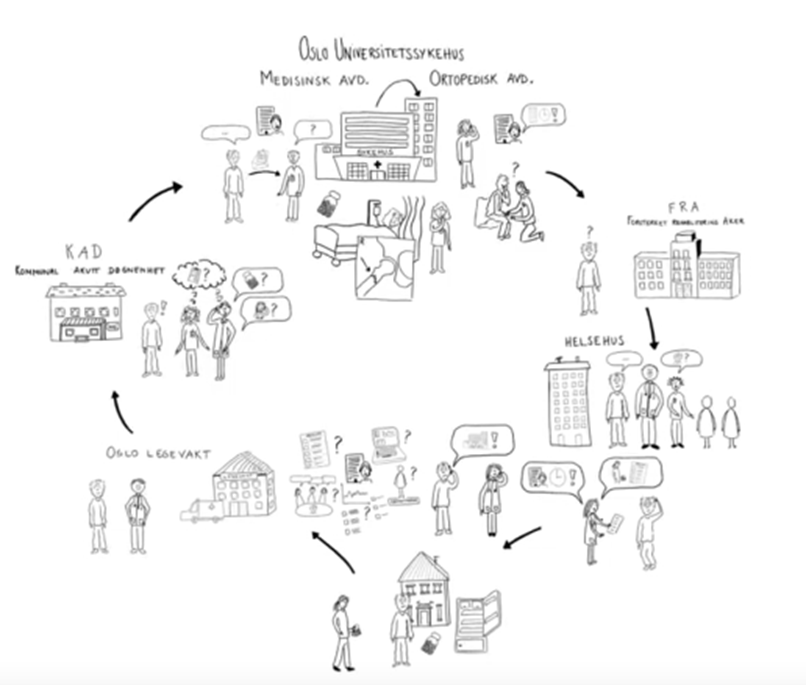 OSLO UNIVERSITETSSYKEHUS
MEDISINSK AVD. ORTOPEDISK AVD.
SYKEHUS
?
!
?
FRA
FORSTERKET REHABILITERING AKER
?
KAD
KOMMUNAL AKUTT DØGNENHET
!
?
?
?
HELSEHUS
?
OSLO LEGEVAKT
?
?
?
?
?
!
!
!